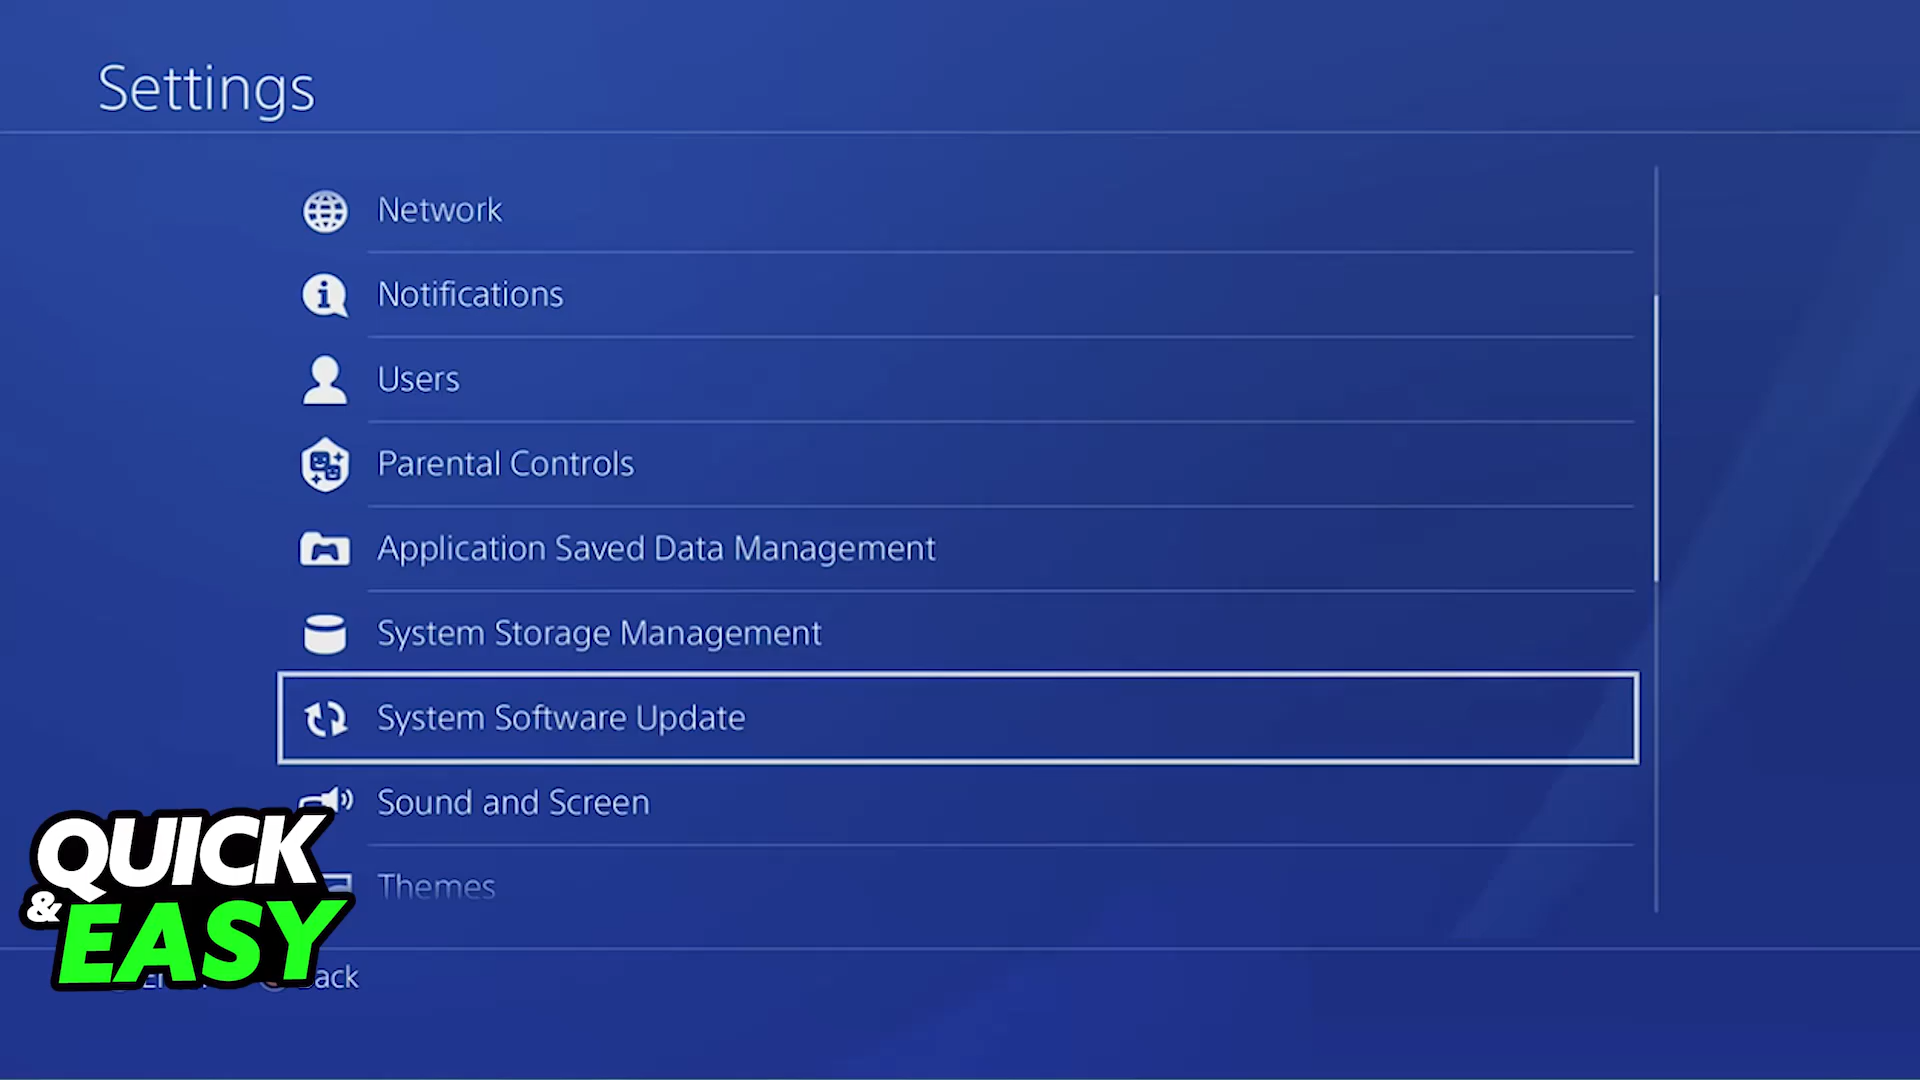 Settings
Network
Notifications
Users
Parental Controls
Application Saved Data Management
System Storage Management
System Software Update
Sound and Screen
Themes
QUICK
& EASY